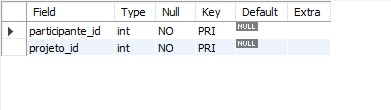 Field Type Null Key Default Extra
participante_id int NO PRI NULL
projeto_id int NO PRI NULL